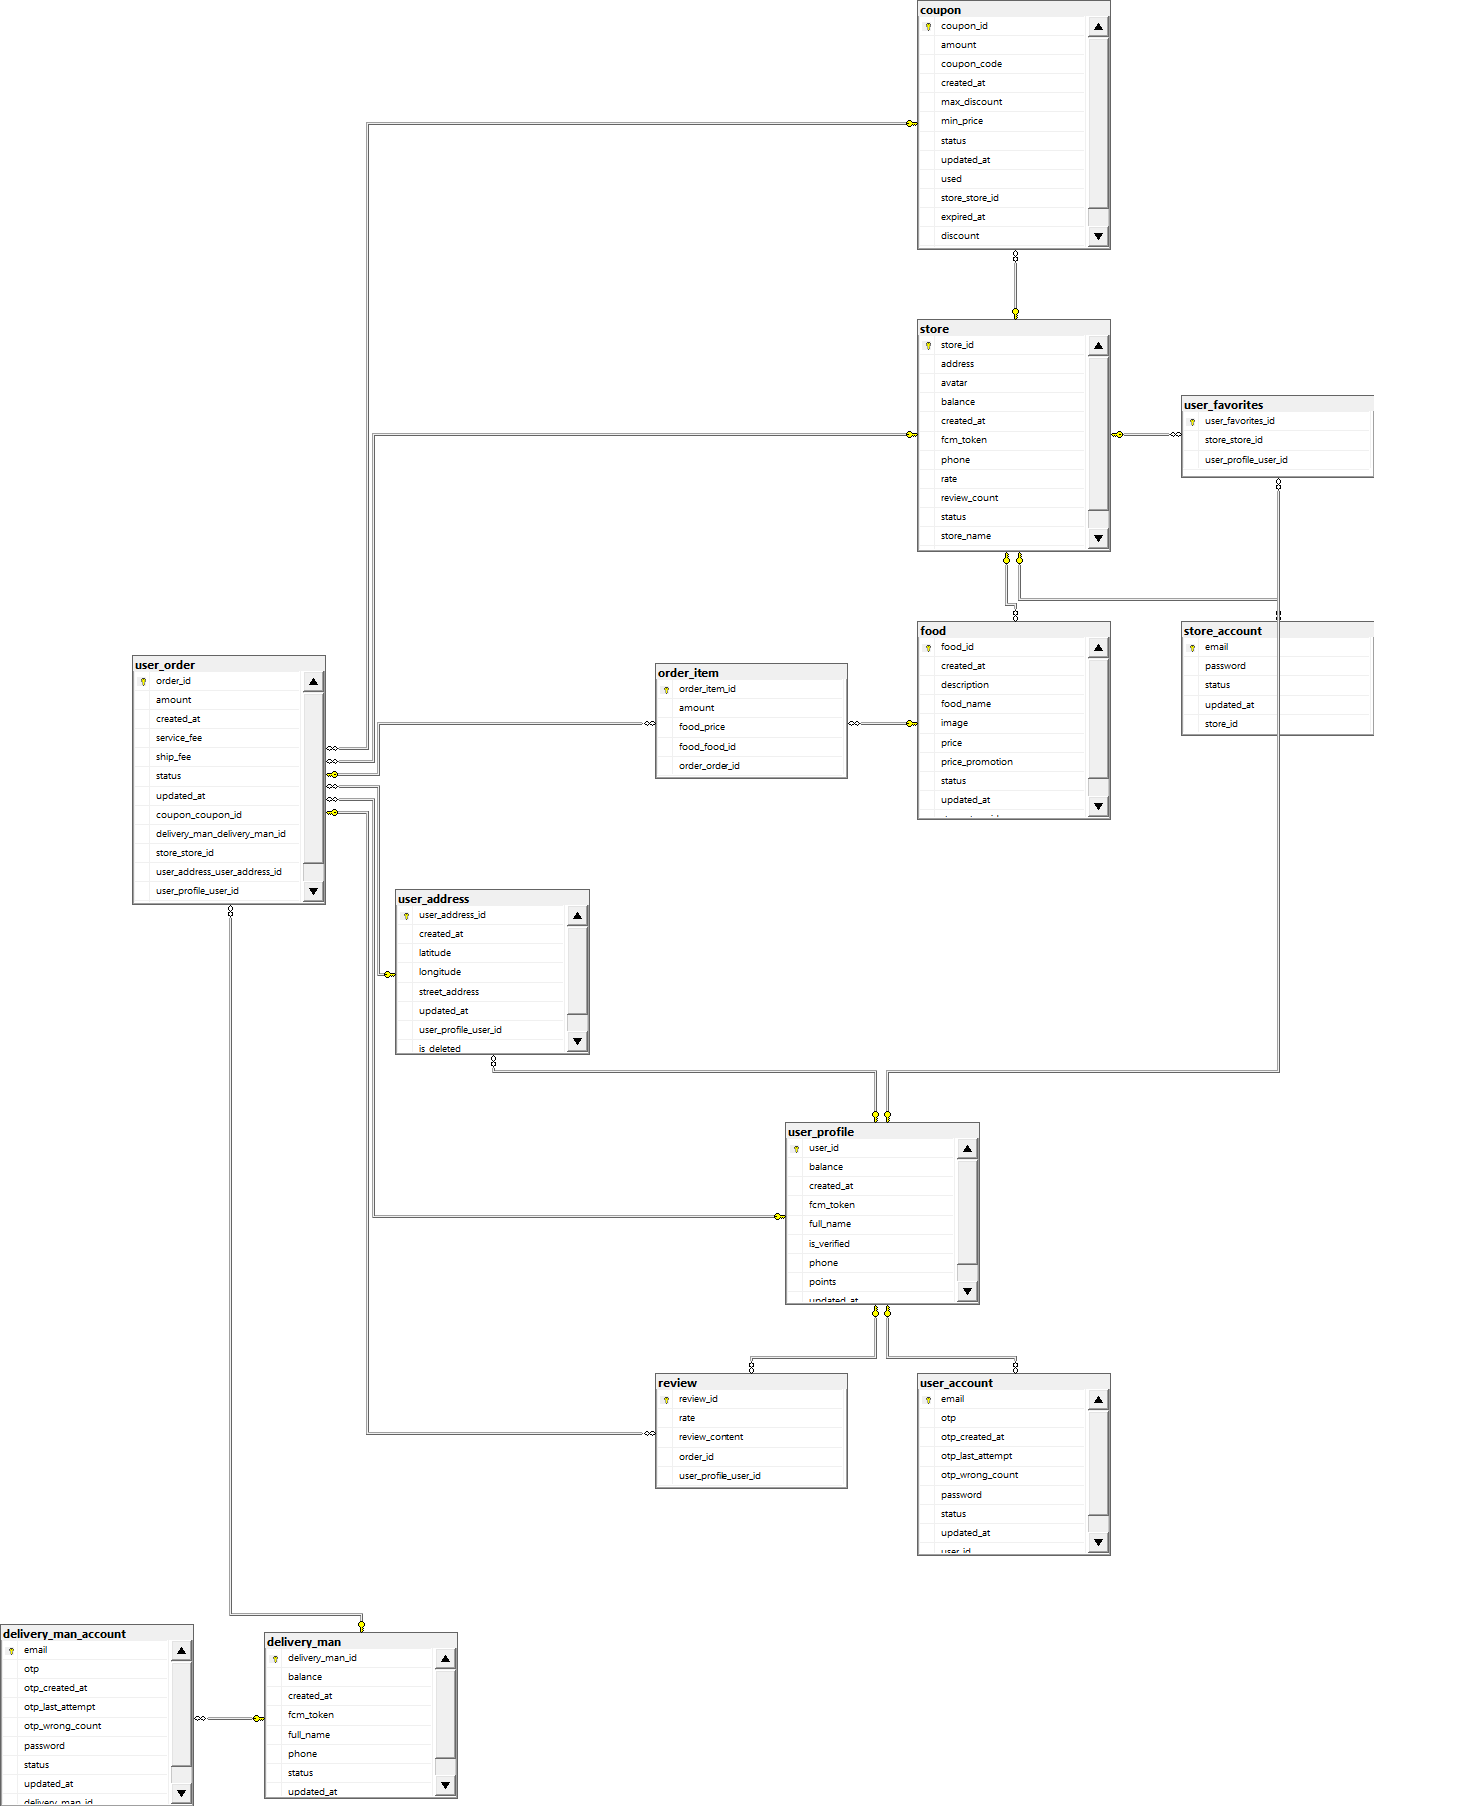 coupon
coupon_id
amount
coupon_code
created_at
max_discount
min_price
status
updated_at
used
store_store_id
expired_at
discount
store
store_id
address
avatar
balance
created_at
fcm_token
phone
rate
review_count
status
store_name
user_favorites
user_favorites_id
store_store_id
user_profile_user_id
food
food_id
created_at
description
food_name
image
price
price_promotion
status
updated_at
store_account
email
password
status
updated_at
store_id
user_order
order_id
amount
created_at
service_fee
ship_fee
status
updated_at
coupon_coupon_id
delivery_man_delivery_man_id
store_store_id
user_address_user_address_id
user_profile_user_id
order_item
order_item_id
amount
food_price
food_food_id
order_order_id
user_address
user_address_id
created_at
latitude
longitude
street_address
updated_at
user_profile_user_id
is_deleted
user_profile
user_id
balance
created_at
fcm_token
full_name
is_verified
phone
points
updated_at
review
review_id
rate
review_content
order_id
user_profile_user_id
user_account
email
otp
otp_created_at
otp_last_attempt
otp_wrong_count
password
status
updated_at
user_id
delivery_man_account
email
otp
otp_created_at
otp_last_attempt
otp_wrong_count
password
status
updated_at
delivery_man_id
delivery_man
delivery_man_id
balance
created_at
fcm_token
full_name
phone
status
updated_at